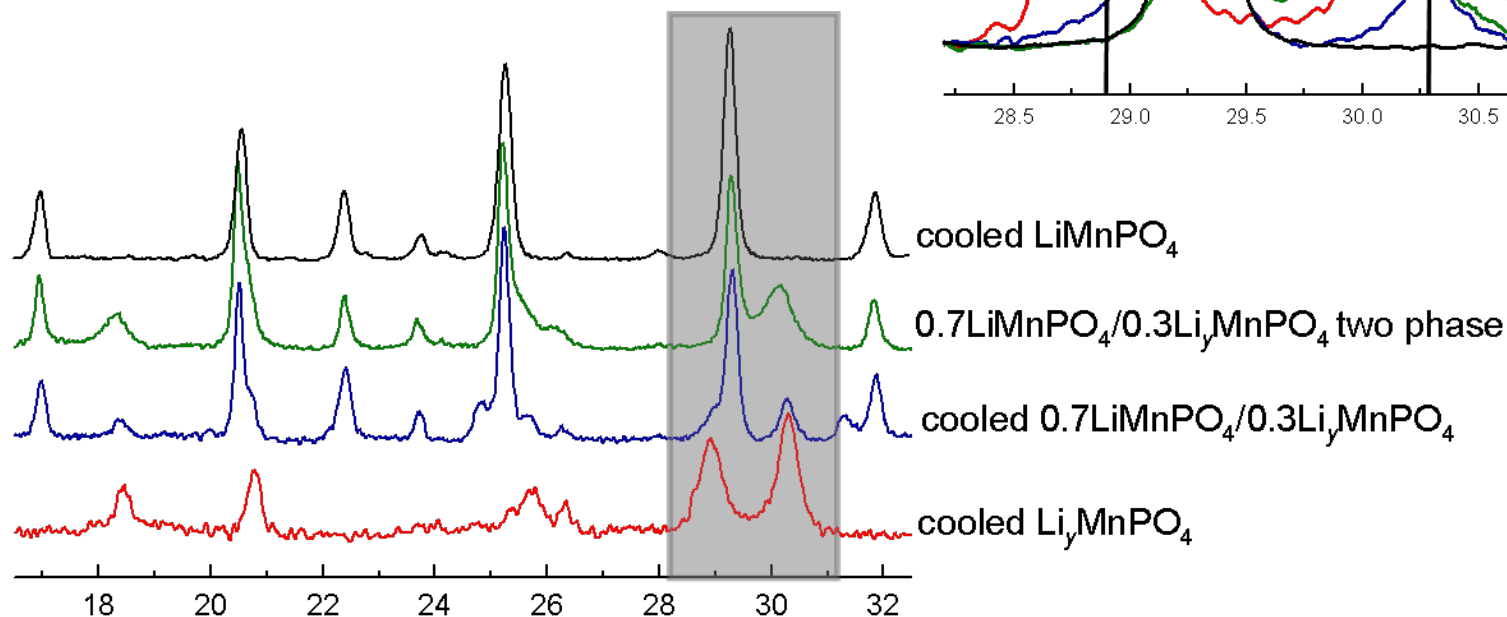 28.5 29.0 29.5 30.0 30.5
cooled LiMnPO₄
0.7LiMnPO₄/0.3LiyMnPO₄ two phase
cooled 0.7LiMnPO₄/0.3LiyMnPO₄
cooled LiyMnPO₄
18 20 22 24 26 28 30 32